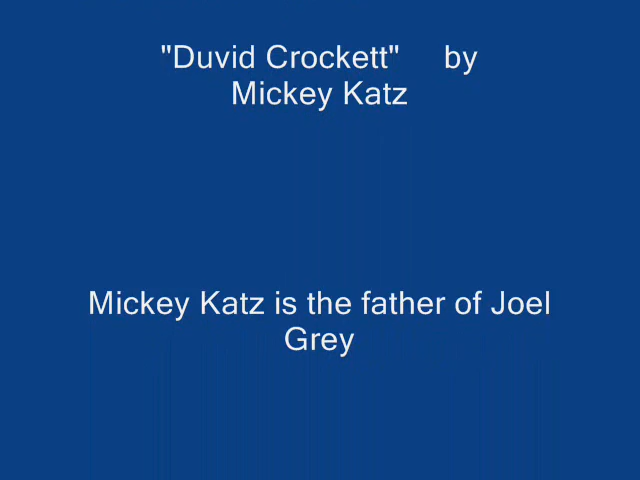 "Duvid Crockett" by
Mickey Katz
Mickey Katz is the father of Joel
Grey